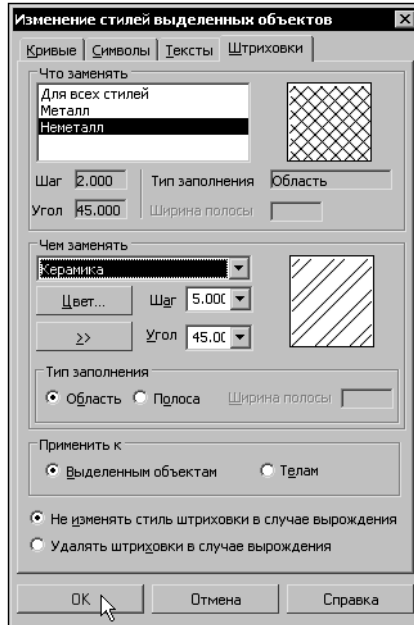 Изменение стилей выделенных объектов
Кривые Символы Тексты Штриховки
Что заменять
Для всех стилей
Металл
Неметалл
Шаг 2.000 Тип заполнения Область
Угол 45.000 Ширина полосы
Чем заменять
Керамика
Цвет... Шаг 5.00(
>> Угол 45.0(
Тип заполнения
Область Полоса Ширина полосы
Применить к
Выделенным объектам Телам
Не изменять стиль штриховки в случае вырождения
Удалять штриховки в случае вырождения
OK Отмена Справка